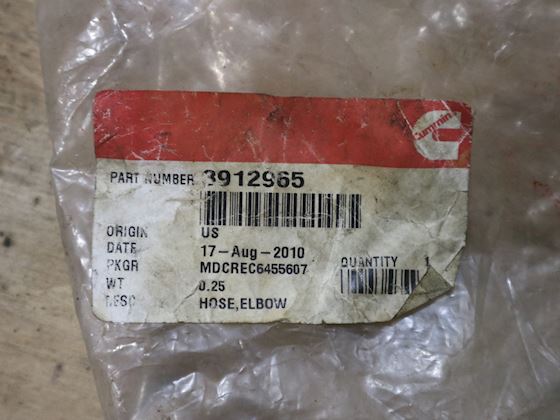 Cummins
PART NUMBER 3912965
ORIGIN US
DATE 17-Aug-2010
PKGR MDCREC6455607
QUANTITY 1
WT 0.25
DESC HOSE,ELBOW